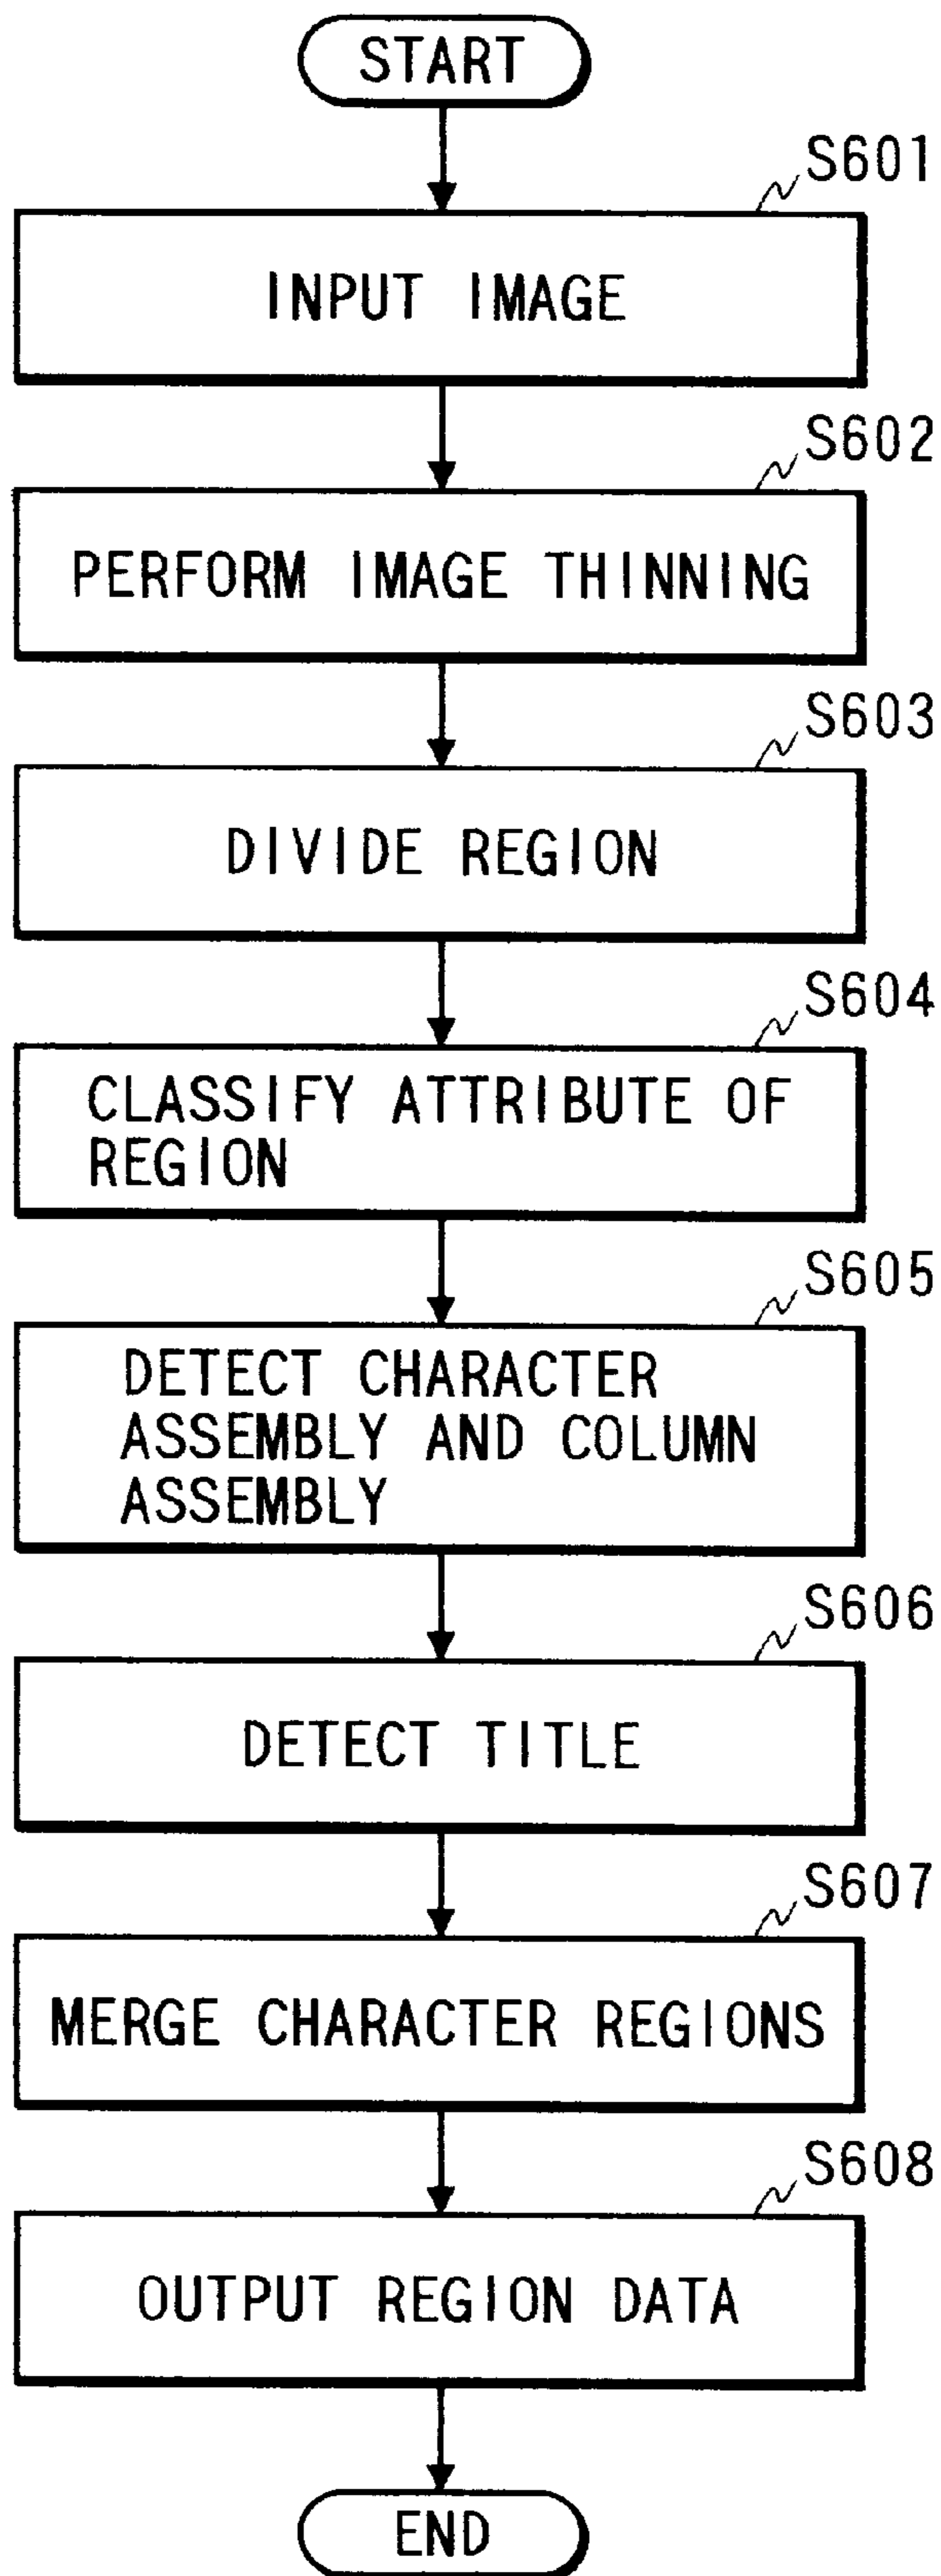 START
S601
INPUT IMAGE
S602
PERFORM IMAGE THINNING
S603
DIVIDE REGION
S604
CLASSIFY ATTRIBUTE OF
REGION
S605
DETECT CHARACTER
ASSEMBLY AND COLUMN
ASSEMBLY
S606
DETECT TITLE
S607
MERGE CHARACTER REGIONS
S608
OUTPUT REGION DATA
END